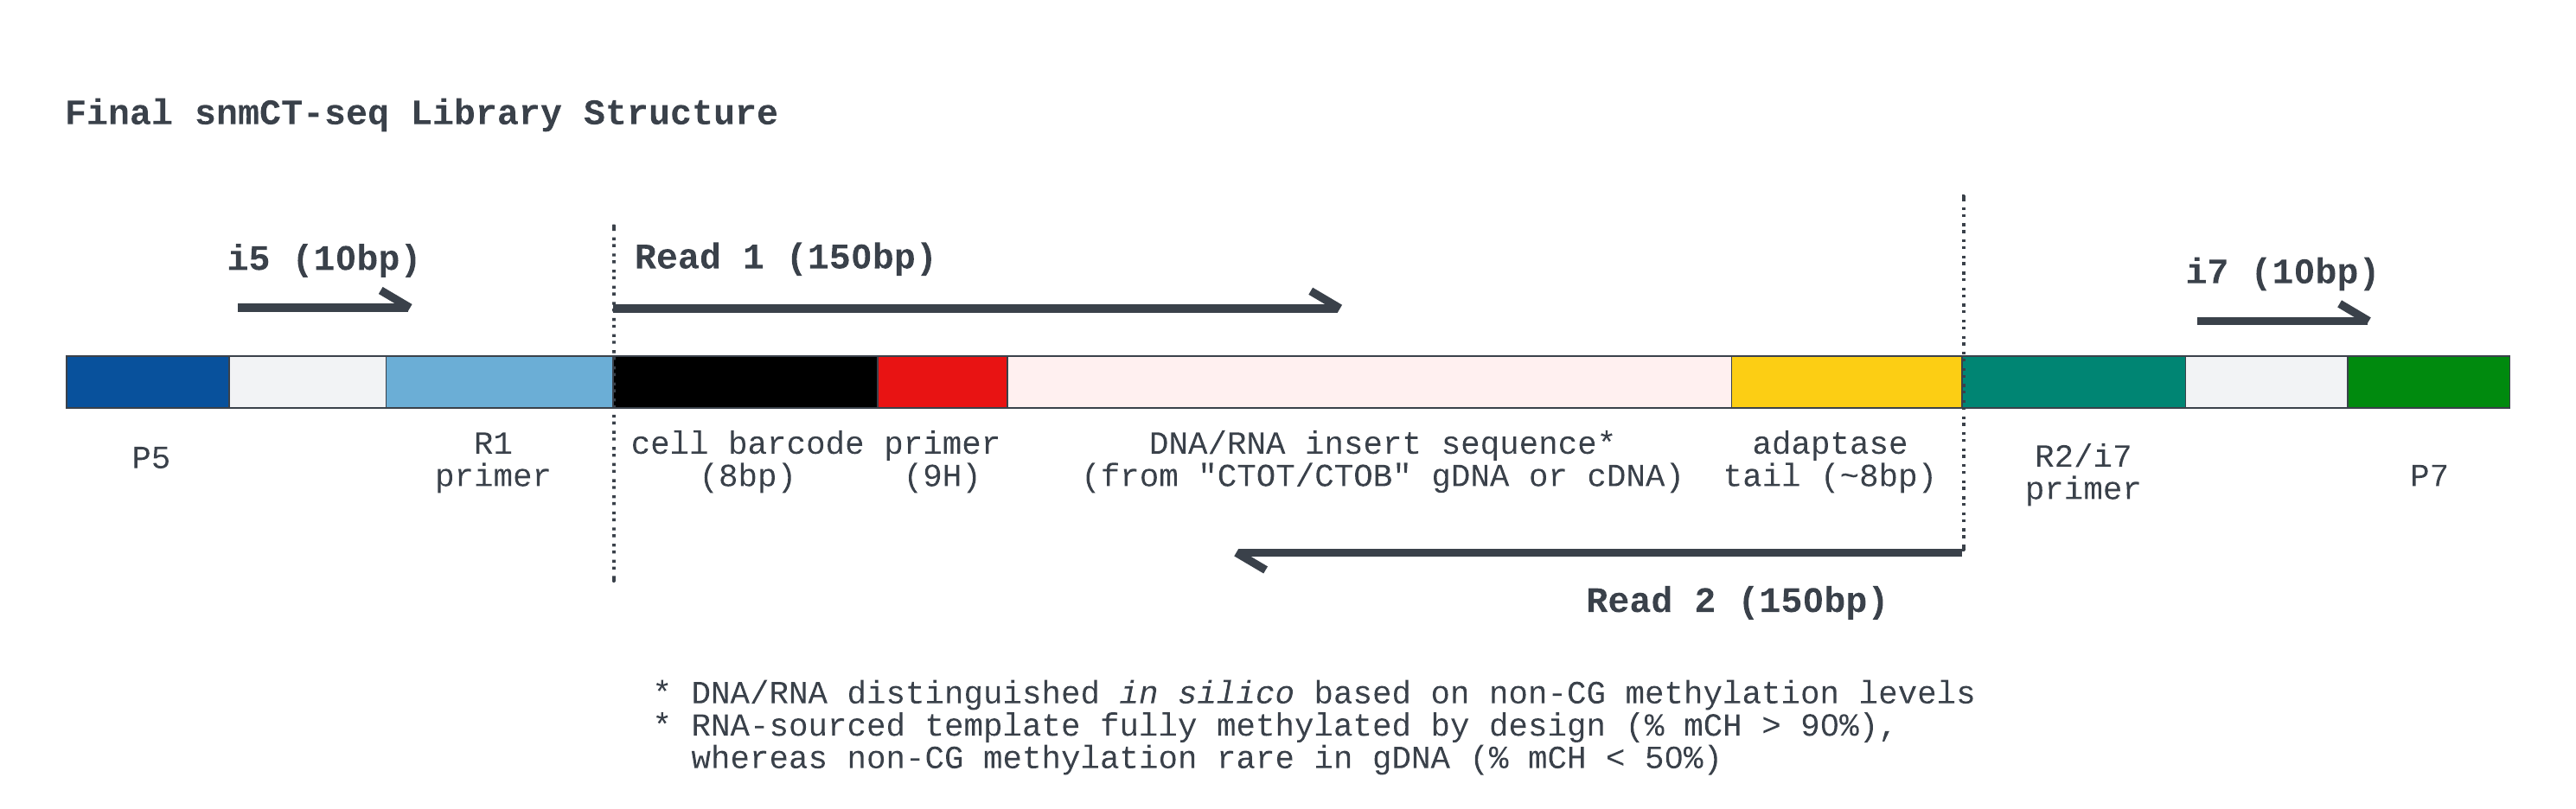 Final snmCT-seq Library Structure
i5 (10bp)
Read 1 (150bp)
i7 (10bp)
P5
R1
primer
cell barcode
(8bp)
primer
(9H)
DNA/RNA insert sequence*
(from "CTOT/CTOB" gDNA or cDNA)
adaptase
tail (~8bp)
R2/i7
primer
P7
Read 2 (150bp)
* DNA/RNA distinguished in silico based on non-CG methylation levels
* RNA-sourced template fully methylated by design (% mCH > 90%),
whereas non-CG methylation rare in gDNA (% mCH < 50%)